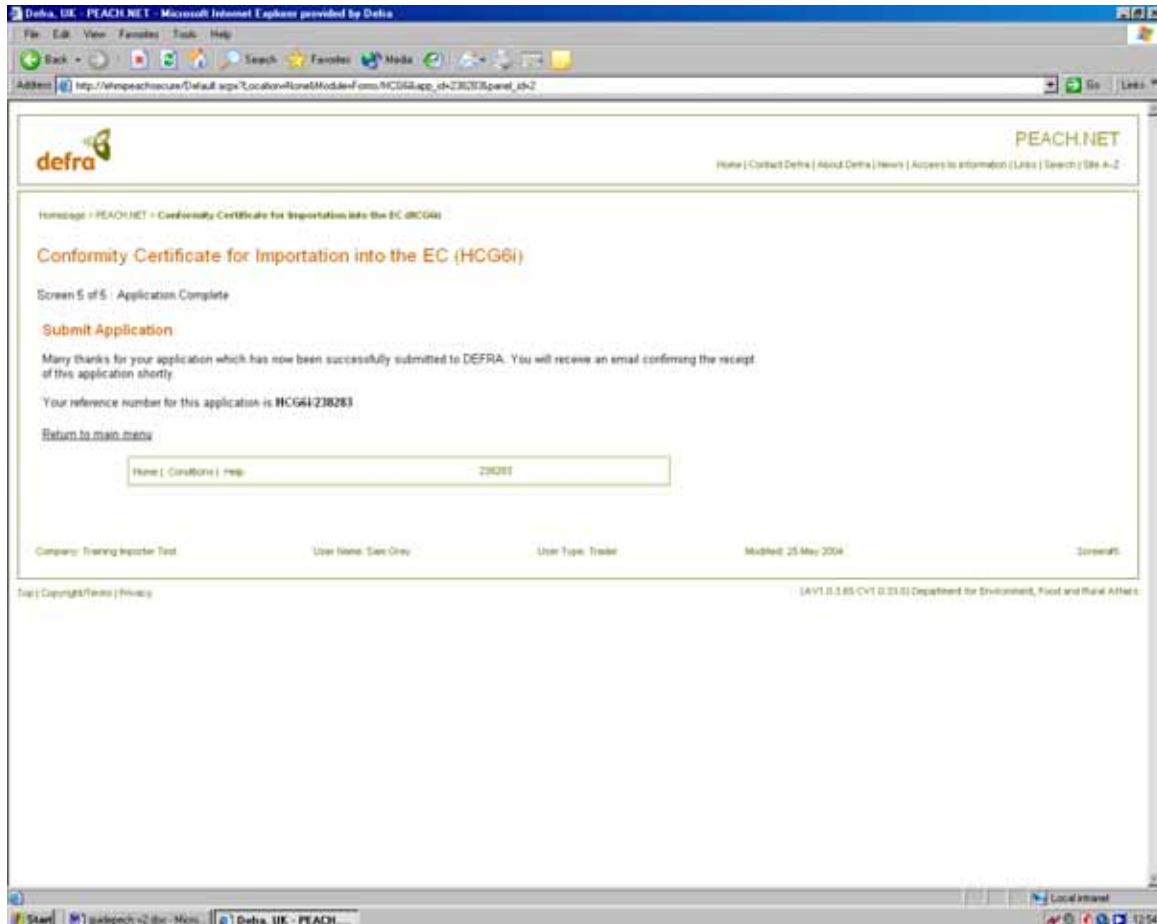 Defra, UK - PEACH.NET - Microsoft Internet Explorer provided by Defra
File Edit View Favorites Tools Help
Back Search Favorites Media
Address Go Links
defra
PEACH.NET
Home | Contact Defra | About Defra | News | Access to information | Links | Search | Site A-Z
Homepage > PEACH.NET > Conformity Certificate for Importation into the EC (HCG6i)
Conformity Certificate for Importation into the EC (HCG6i)
Screen 5 of 5 : Application Complete
Submit Application
Many thanks for your application which has now been successfully submitted to DEFRA. You will receive an email confirming the receipt
of this application shortly.
Your reference number for this application is HCG6i/238283
Return to main menu
Home | Conditions | Help 238283
Company: Training Importer Test User Name: Sam Grey User Type: Trader Modified: 25 May 2004 Screen#5
Top | Copyright/Terms | Privacy Department for Environment, Food and Rural Affairs
Local intranet
Start Defra, UK - PEACH... 12:54